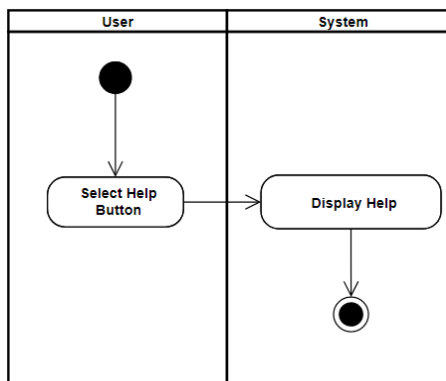 User
System
Select Help
Button
Display Help